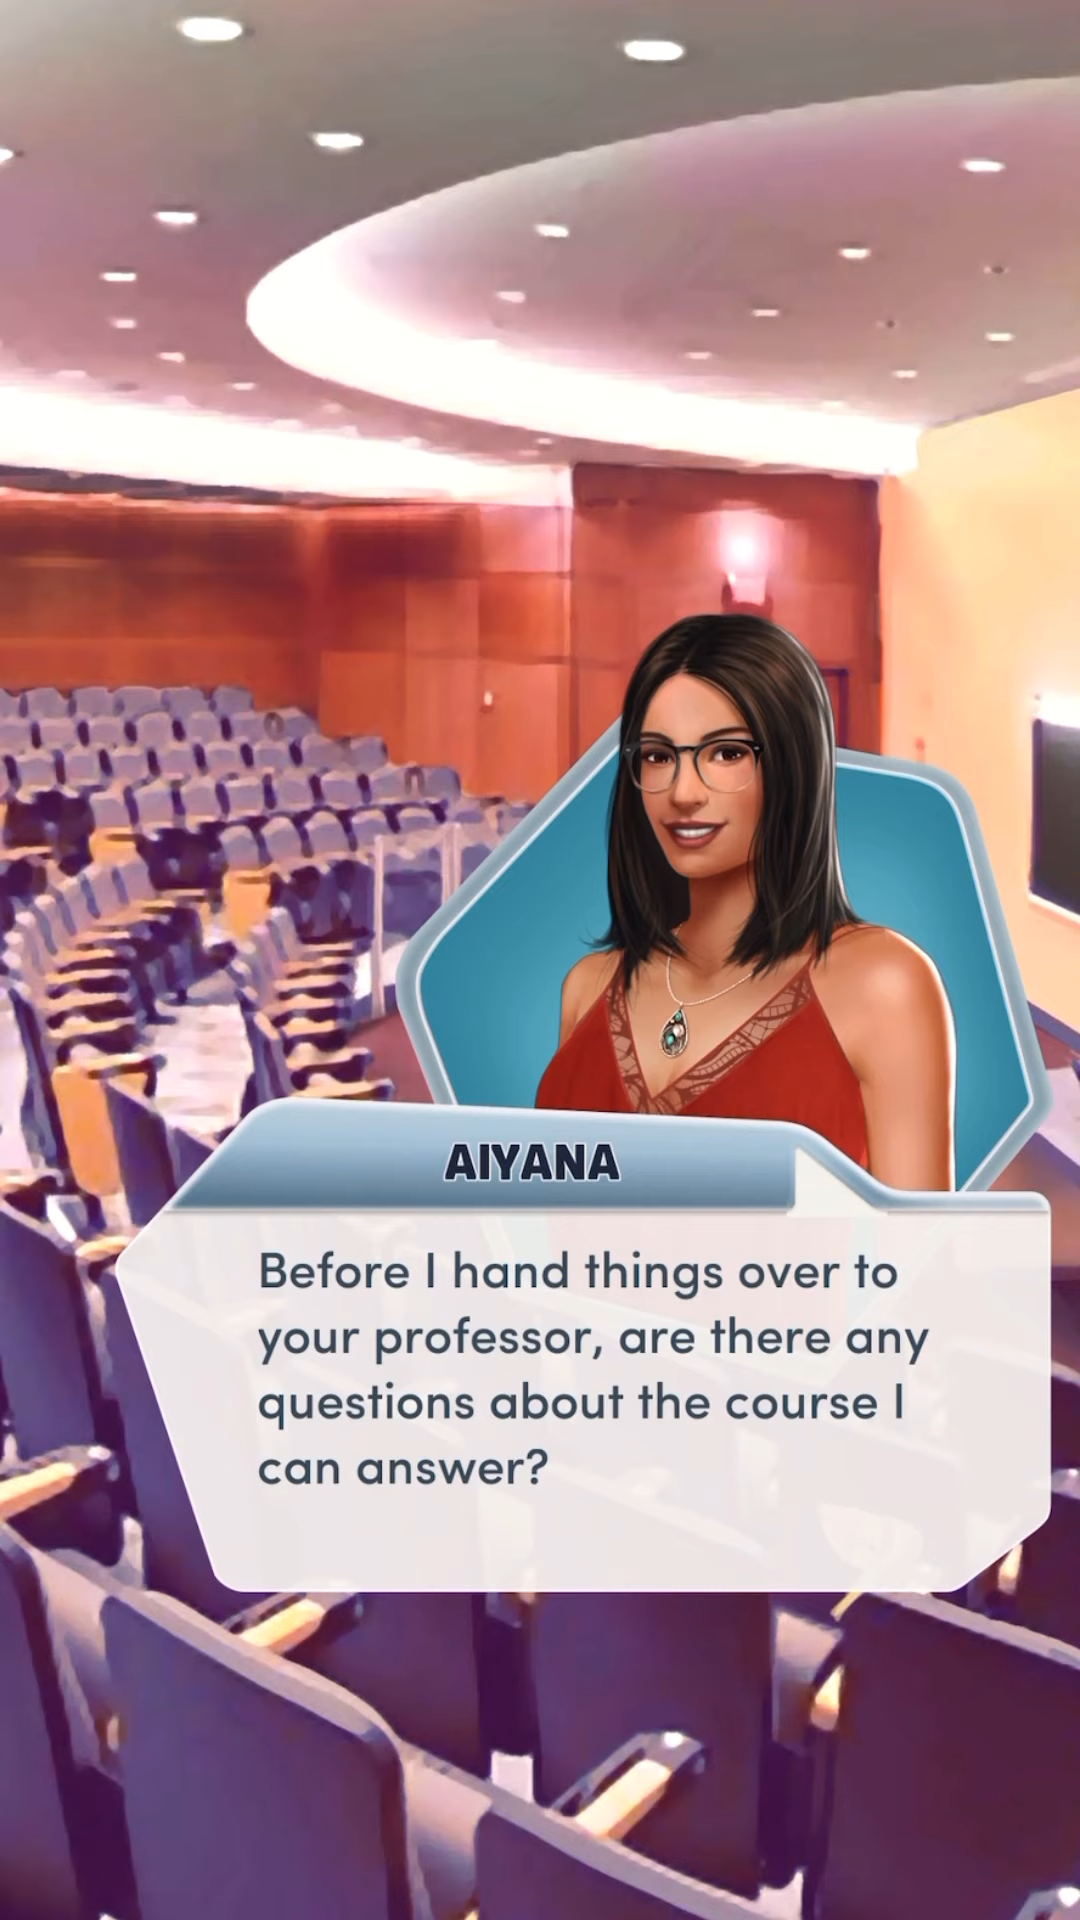 AIYANA
Before I hand things over to
your professor, are there any
questions about the course I
can answer?